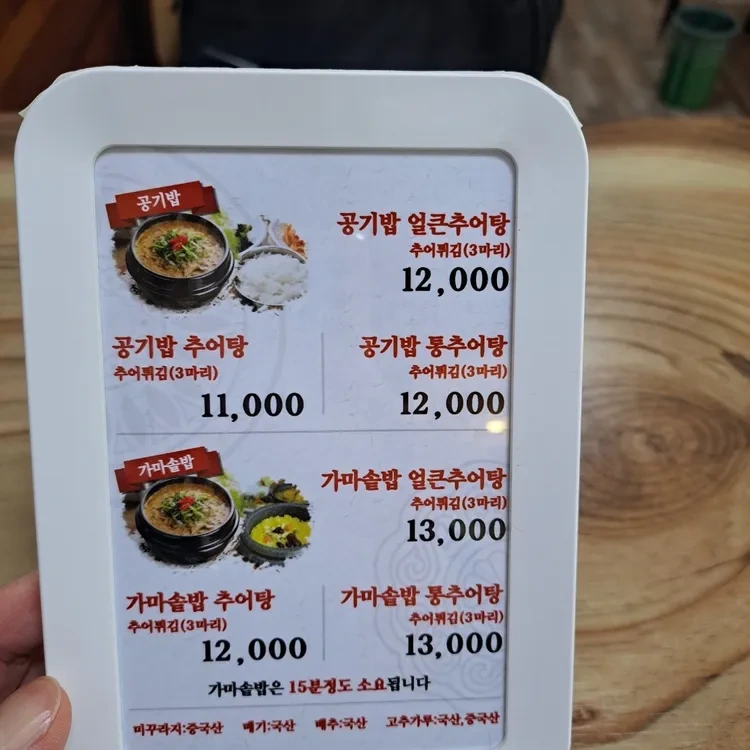 공기밥
공기밥 얼큰추어탕
추어튀김(3마리)
12,000
공기밥 추어탕
추어튀김(3마리)
11,000
공기밥 통추어탕
추어튀김(3마리)
12,000
가마솥밥
가마솥밥 얼큰추어탕
추어튀김(3마리)
13,000
가마솥밥 추어탕
추어튀김(3마리)
12,000
가마솥밥 통추어탕
추어튀김(3마리)
13,000
가마솥밥은 15분정도 소요됩니다
미꾸라지:중국산 뼈기:국산 배추:국산 고추가루:국산,중국산